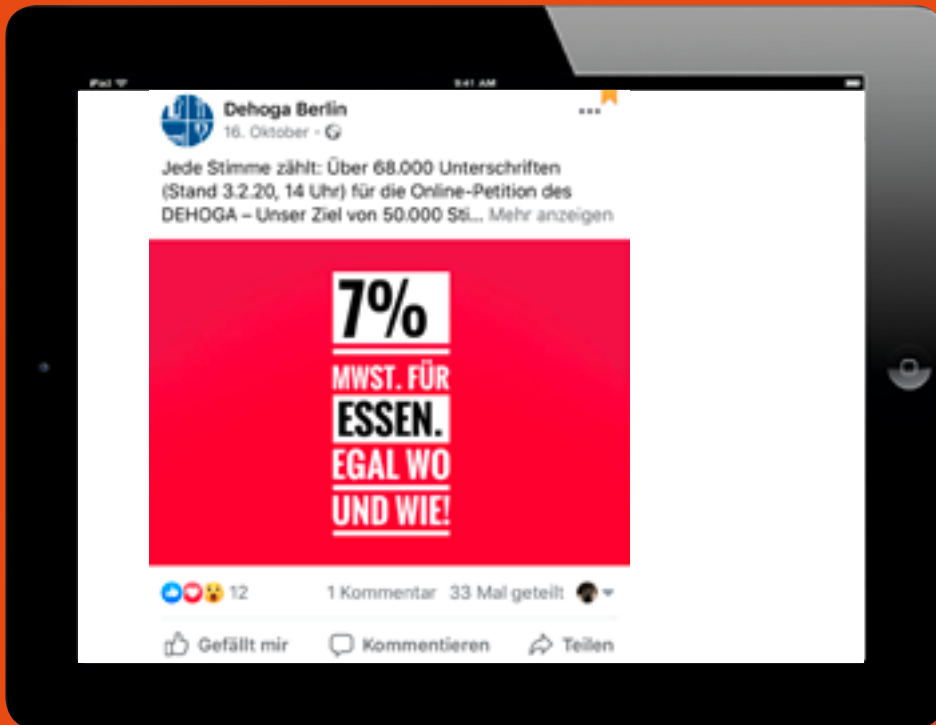 iPad
9:41 AM
Dehoga Berlin
16. Oktober ·
Jede Stimme zählt: Über 68.000 Unterschriften
(Stand 3.2.20, 14 Uhr) für die Online-Petition des
DEHOGA – Unser Ziel von 50.000 Sti... Mehr anzeigen
7%
MWST. FÜR
ESSEN.
EGAL WO
UND WIE!
12
1 Kommentar 33 Mal geteilt
Gefällt mir
Kommentieren
Teilen